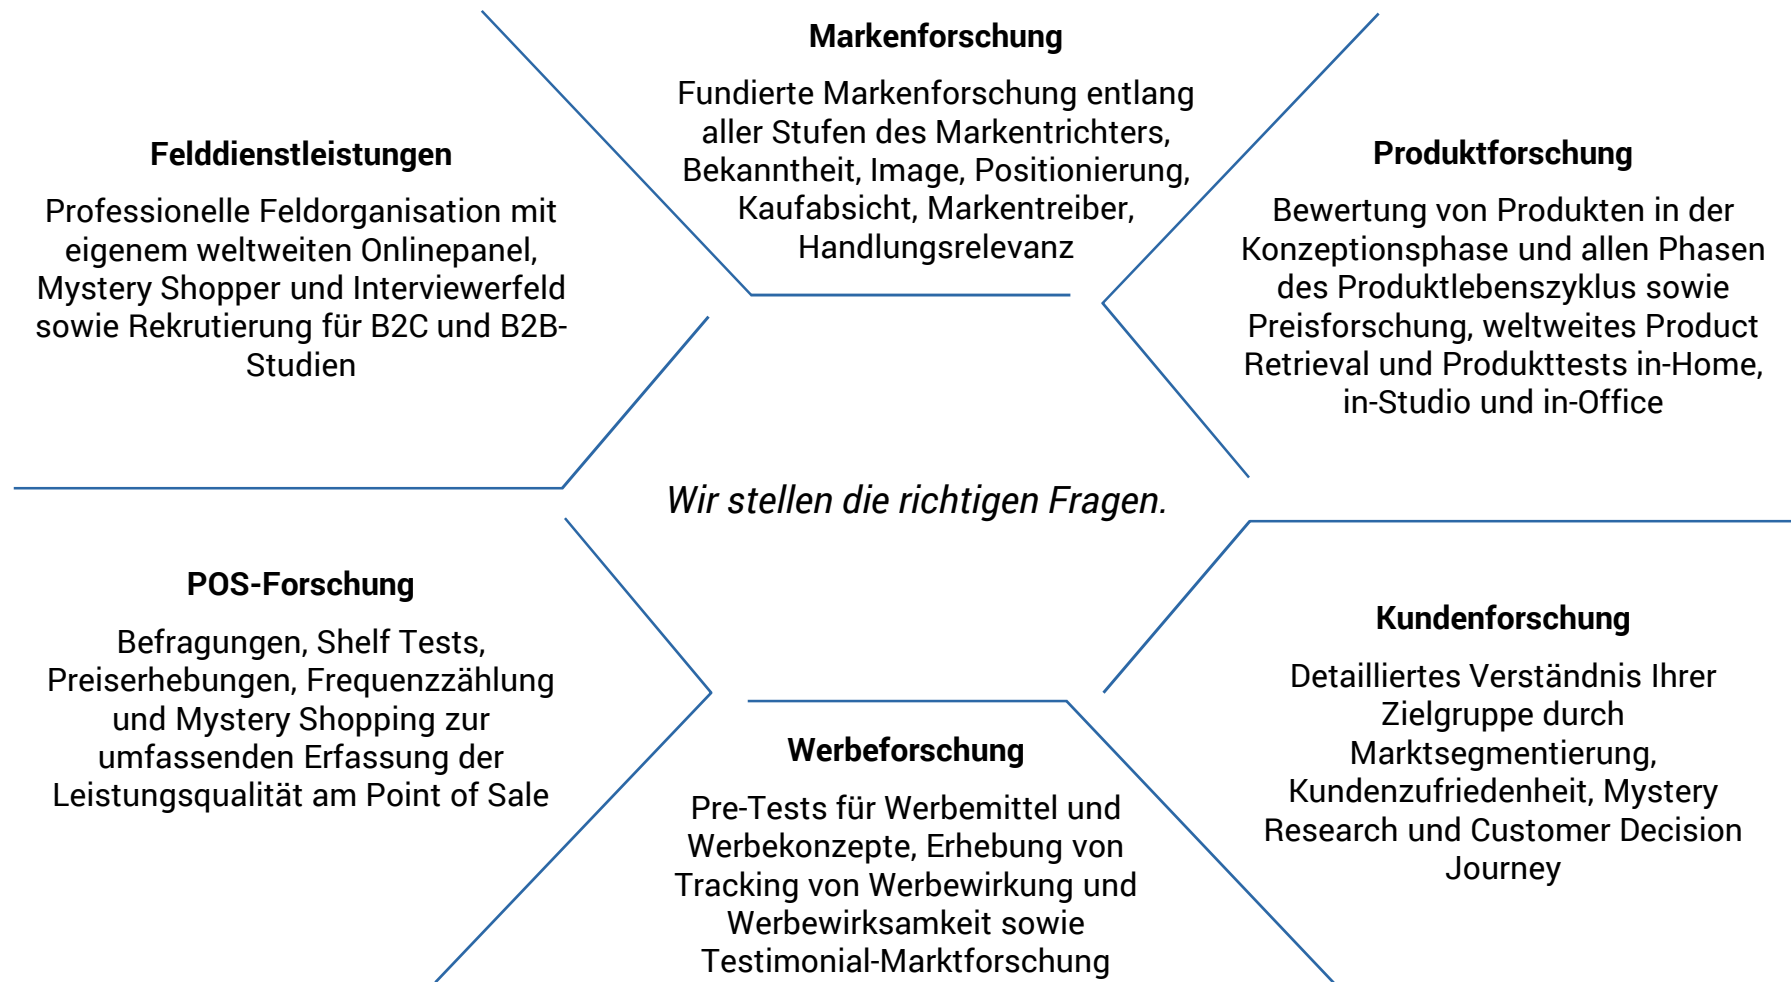 Markenforschung
Fundierte Markenforschung entlang
aller Stufen des Markentrichters,
Bekanntheit, Image, Positionierung,
Kaufabsicht, Markentreiber,
Handlungsrelevanz
Felddienstleistungen
Professionelle Feldorganisation mit
eigenem weltweiten Onlinepanel,
Mystery Shopper und Interviewerfeld
sowie Rekrutierung für B2C und B2B-
Studien
Produktforschung
Bewertung von Produkten in der
Konzeptionsphase und allen Phasen
des Produktlebenszyklus sowie
Preisforschung, weltweites Product
Retrieval und Produkttests in-Home,
in-Studio und in-Office
Wir stellen die richtigen Fragen.
POS-Forschung
Befragungen, Shelf Tests,
Preiserhebungen, Frequenzzählung
und Mystery Shopping zur
umfassenden Erfassung der
Leistungsqualität am Point of Sale
Kundenforschung
Detailliertes Verständnis Ihrer
Zielgruppe durch
Marktsegmentierung,
Kundenzufriedenheit, Mystery
Research und Customer Decision
Journey
Werbeforschung
Pre-Tests für Werbemittel und
Werbekonzepte, Erhebung von
Tracking von Werbewirkung und
Werbewirksamkeit sowie
Testimonial-Marktforschung